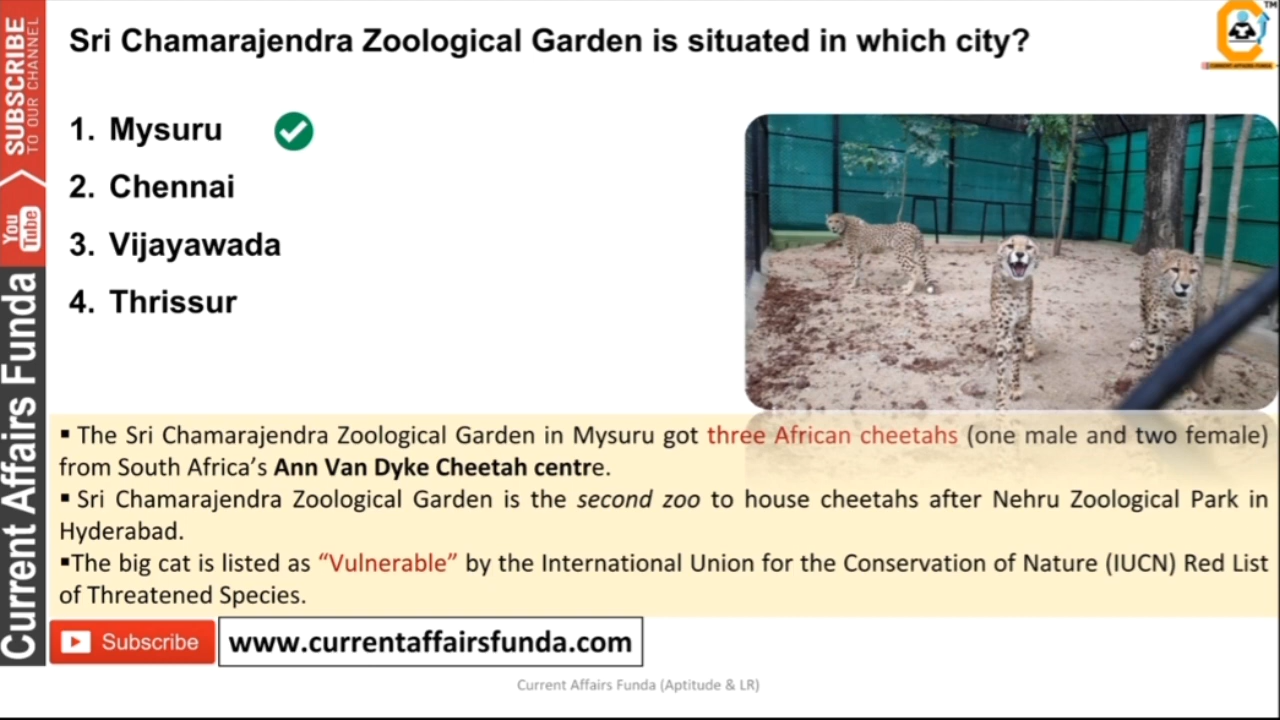 Sri Chamarajendra Zoological Garden is situated in which city?
TM
1. Mysuru
2. Chennai
3. Vijayawada
4. Thrissur
SUBSCRIBE
TO OUR CHANNEL
You
Tube
Current Affairs Funda
▪ The Sri Chamarajendra Zoological Garden in Mysuru got three African cheetahs (one male and two female)
from South Africa’s Ann Van Dyke Cheetah centre.
▪ Sri Chamarajendra Zoological Garden is the second zoo to house cheetahs after Nehru Zoological Park in
Hyderabad.
▪The big cat is listed as “Vulnerable” by the International Union for the Conservation of Nature (IUCN) Red List
of Threatened Species.
Subscribe
www.currentaffairsfunda.com
Current Affairs Funda (Aptitude & LR)